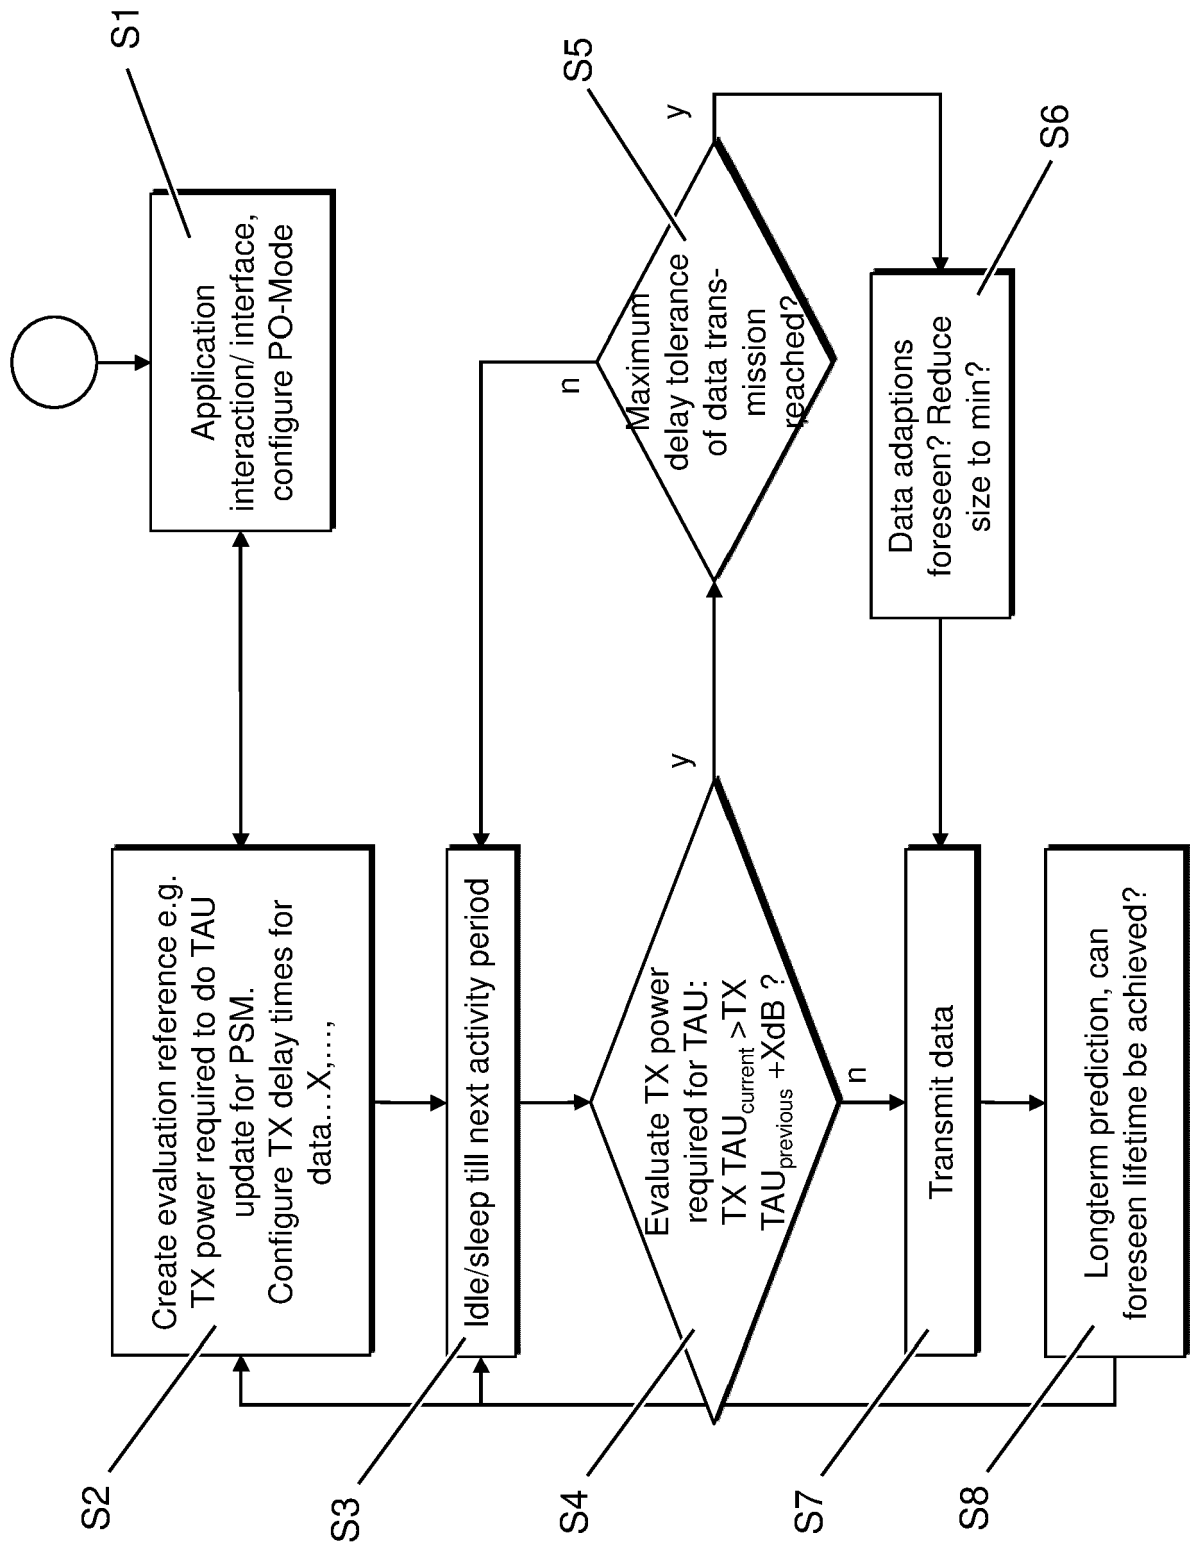 S1
Application
interaction/ interface,
configure PO-Mode
S2
Create evaluation reference e.g.
TX power required to do TAU
update for PSM.
Configure TX delay times for
data...X,...,
S3
Idle/sleep till next activity period
S4
Evaluate TX power
required for TAU:
TX TAUcurrent >TX
TAUprevious +XdB ?
y
n
S5
Maximum
delay tolerance
of data trans-
mission
reached?
n
y
S6
Data adaptions
foreseen? Reduce
size to min?
S7
Transmit data
S8
Longterm prediction, can
foreseen lifetime be achieved?